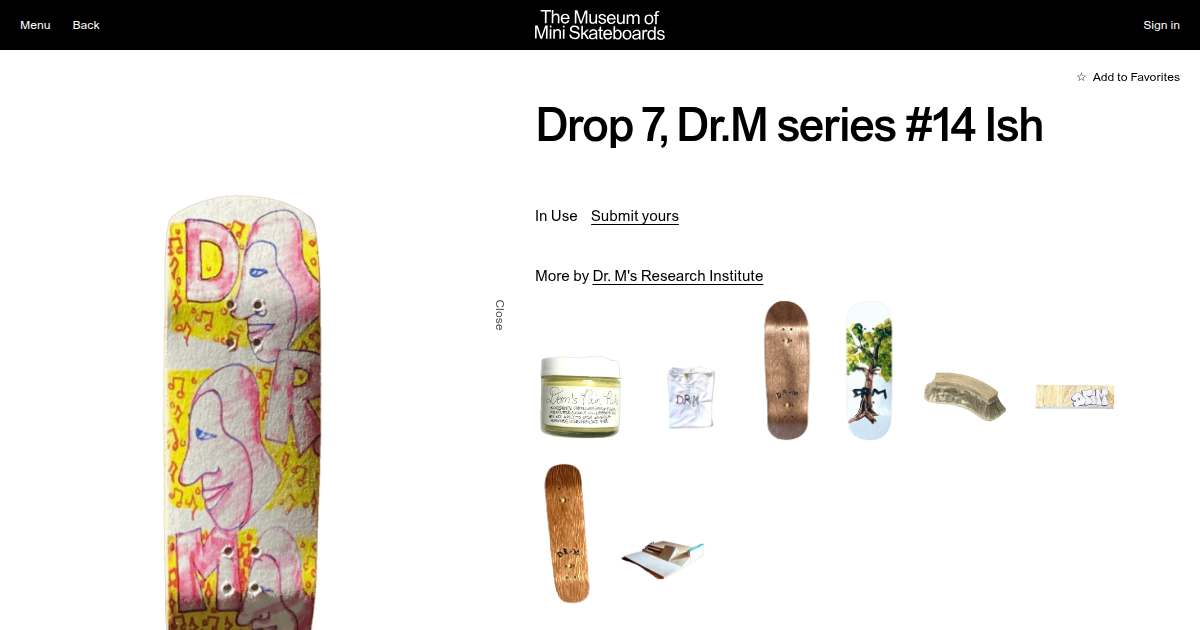 Menu
Back
The Museum of
Mini Skateboards
Sign in
☆ Add to Favorites
Drop 7, Dr.M series #14 Ish
In Use
Submit yours
More by Dr. M's Research Institute
Close
D
R
M
DRM
DR.M